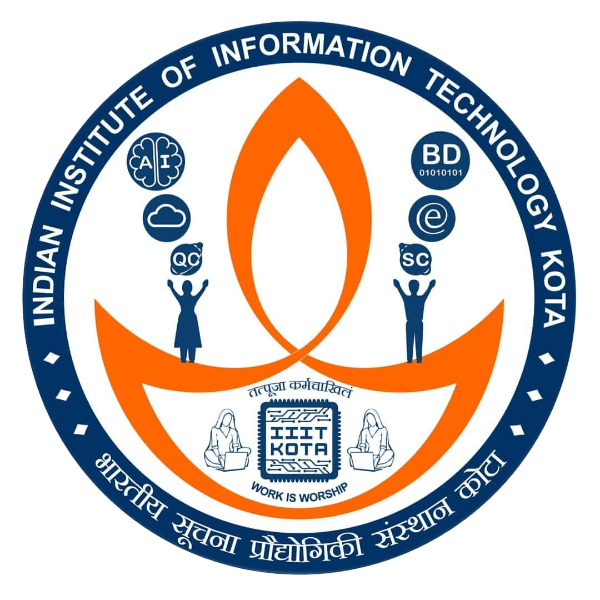 INDIAN INSTITUTE OF INFORMATION TECHNOLOGY KOTA
AI
BD
01010101
e
QC
SC
तत्पूजा कर्मचाखिलं
IIIT
KOTA
WORK IS WORSHIP
भारतीय सूचना प्रौद्योगिकी संस्थान कोटा